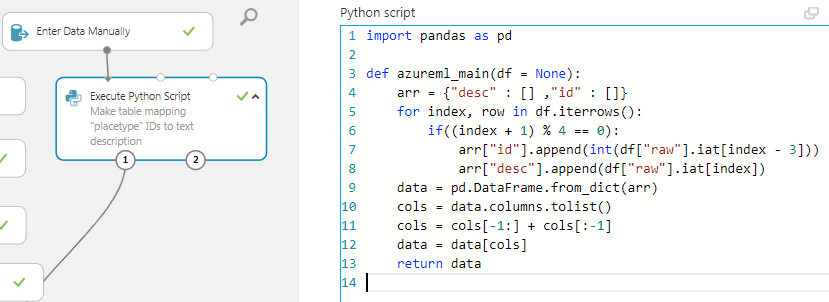 Enter Data Manually
Execute Python Script
Make table mapping
"placetype" IDs to text
description
1
2
Python script
1 import pandas as pd
2
3 def azureml_main(df = None):
4     arr = {"desc" : [] ,"id" : []}
5     for index, row in df.iterrows():
6         if((index + 1) % 4 == 0):
7             arr["id"].append(int(df["raw"].iat[index - 3]))
8             arr["desc"].append(df["raw"].iat[index])
9     data = pd.DataFrame.from_dict(arr)
10     cols = data.columns.tolist()
11     cols = cols[-1:] + cols[:-1]
12     data = data[cols]
13     return data
14